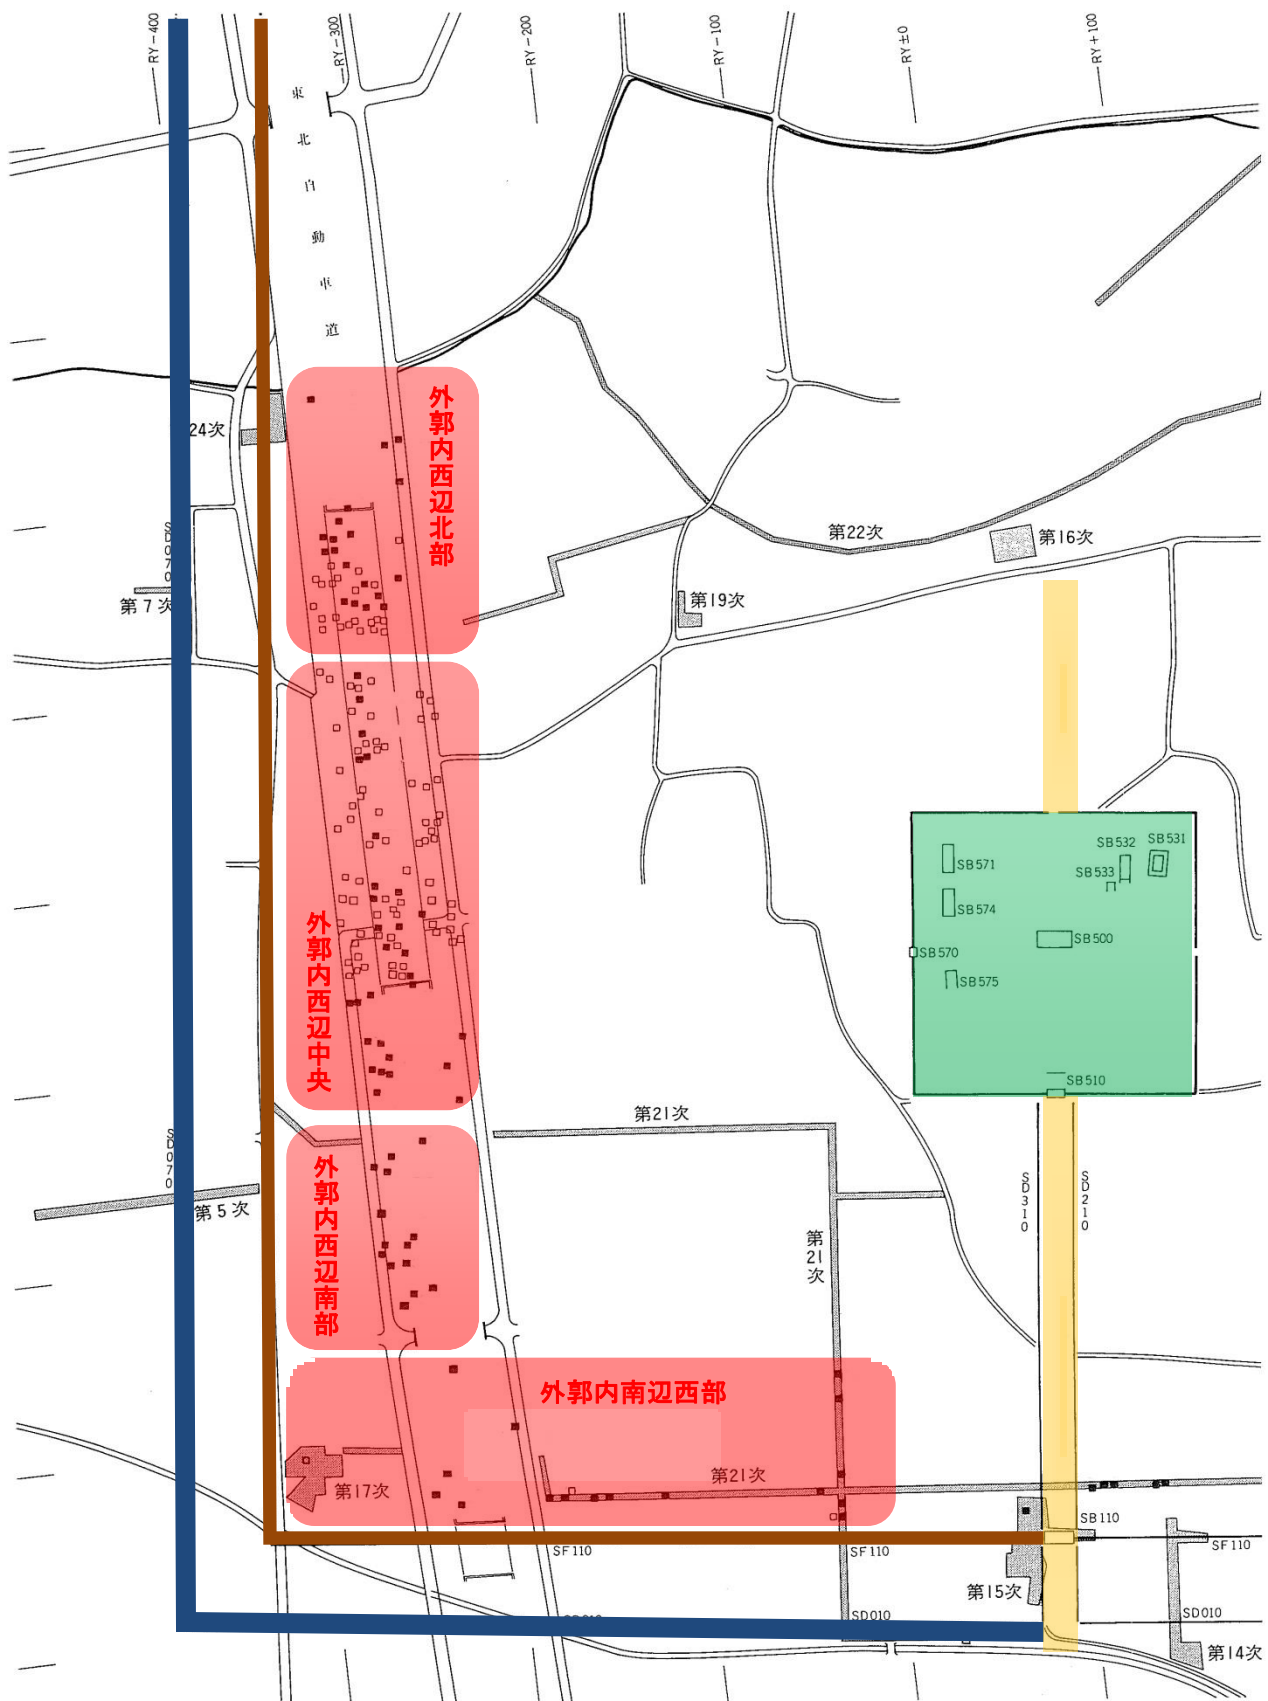 RY-400
RY-300
RY-200
RY-100
RY±0
RY+100
東北自動車道
外郭内西辺北部
24次
SD070
第7次
第22次
第16次
第19次
外郭内西辺中央
SB571
SB532
SB531
SB533
SB574
SB500
SB570
SB575
SB510
第21次
SD070
第5次
外郭内西辺南部
SD310
SD210
第21次
外郭内南辺西部
第17次
第21次
SB110
SF110
SF110
SF110
第15次
SD010
SD010
第14次